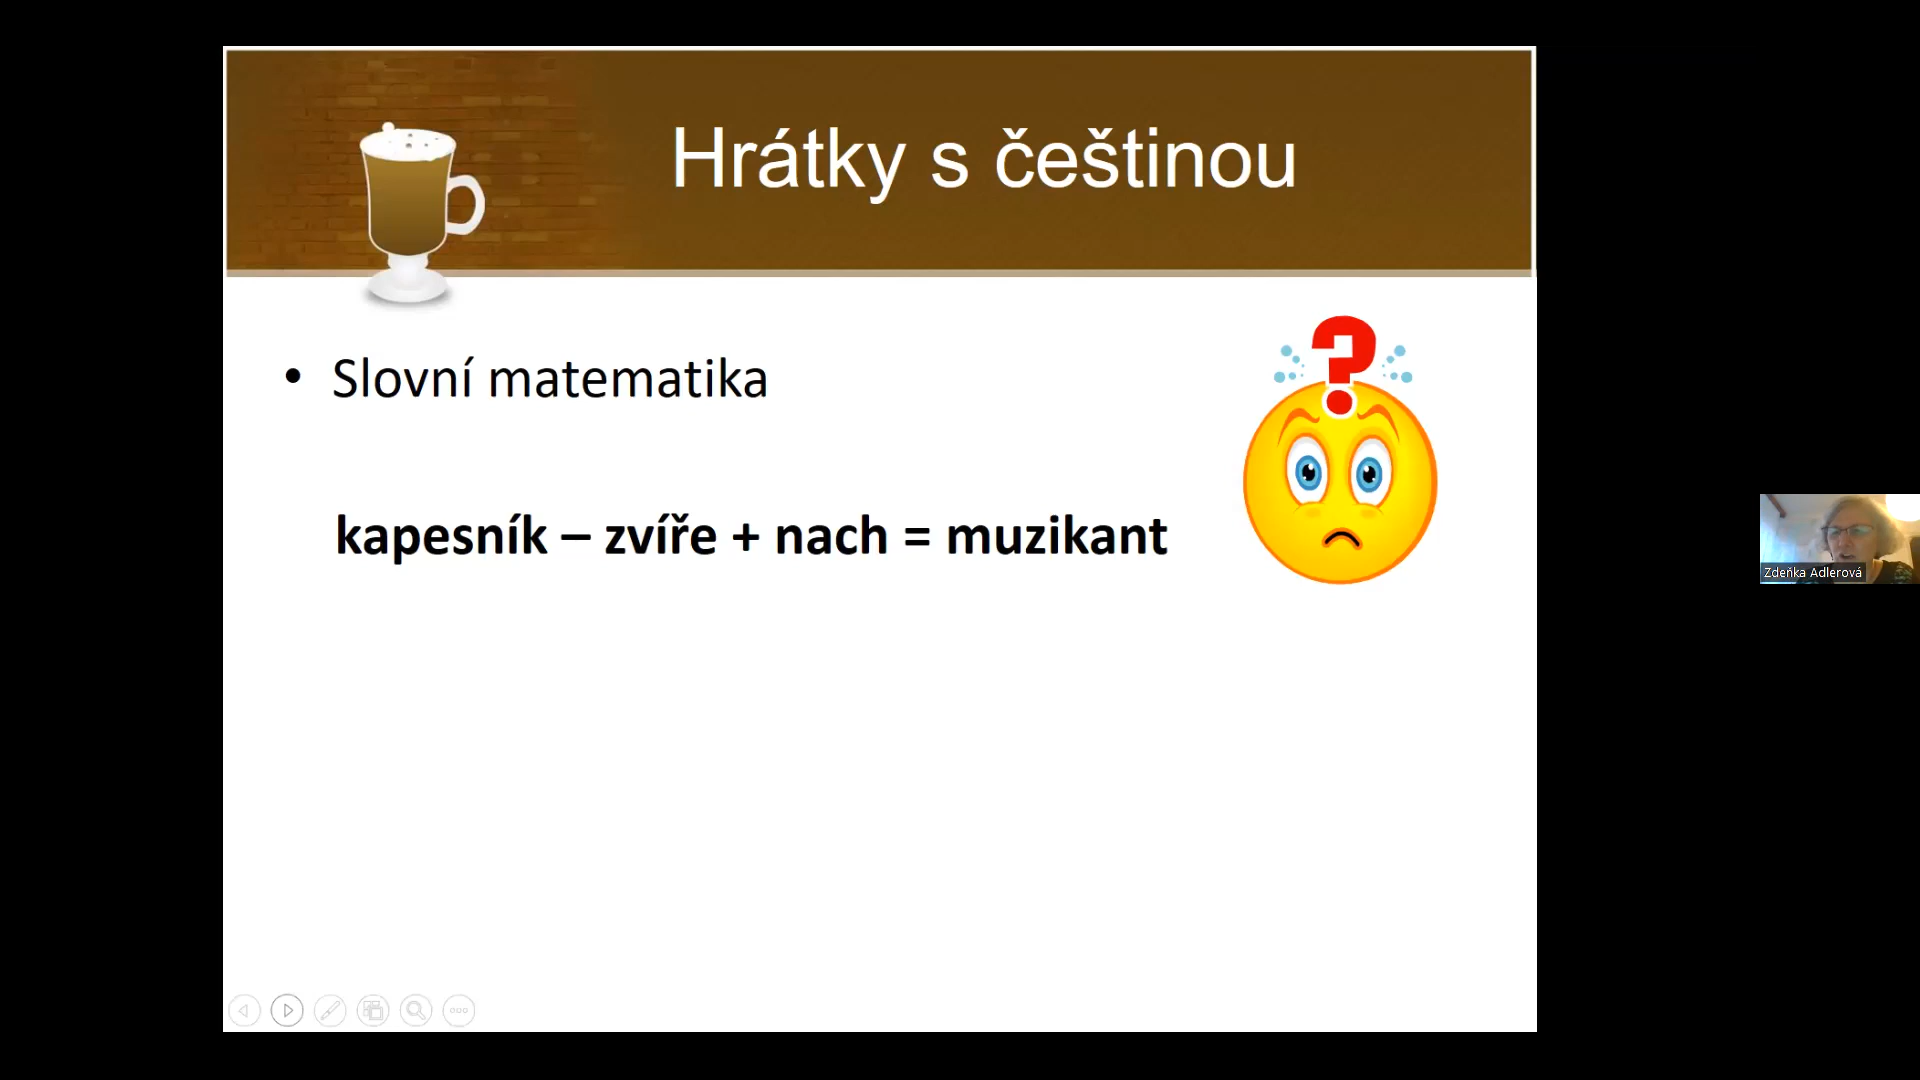 Hrátky s češtinou
• Slovní matematika
kapesník – zvíře + nach = muzikant
?
Zdeňka Adlerová